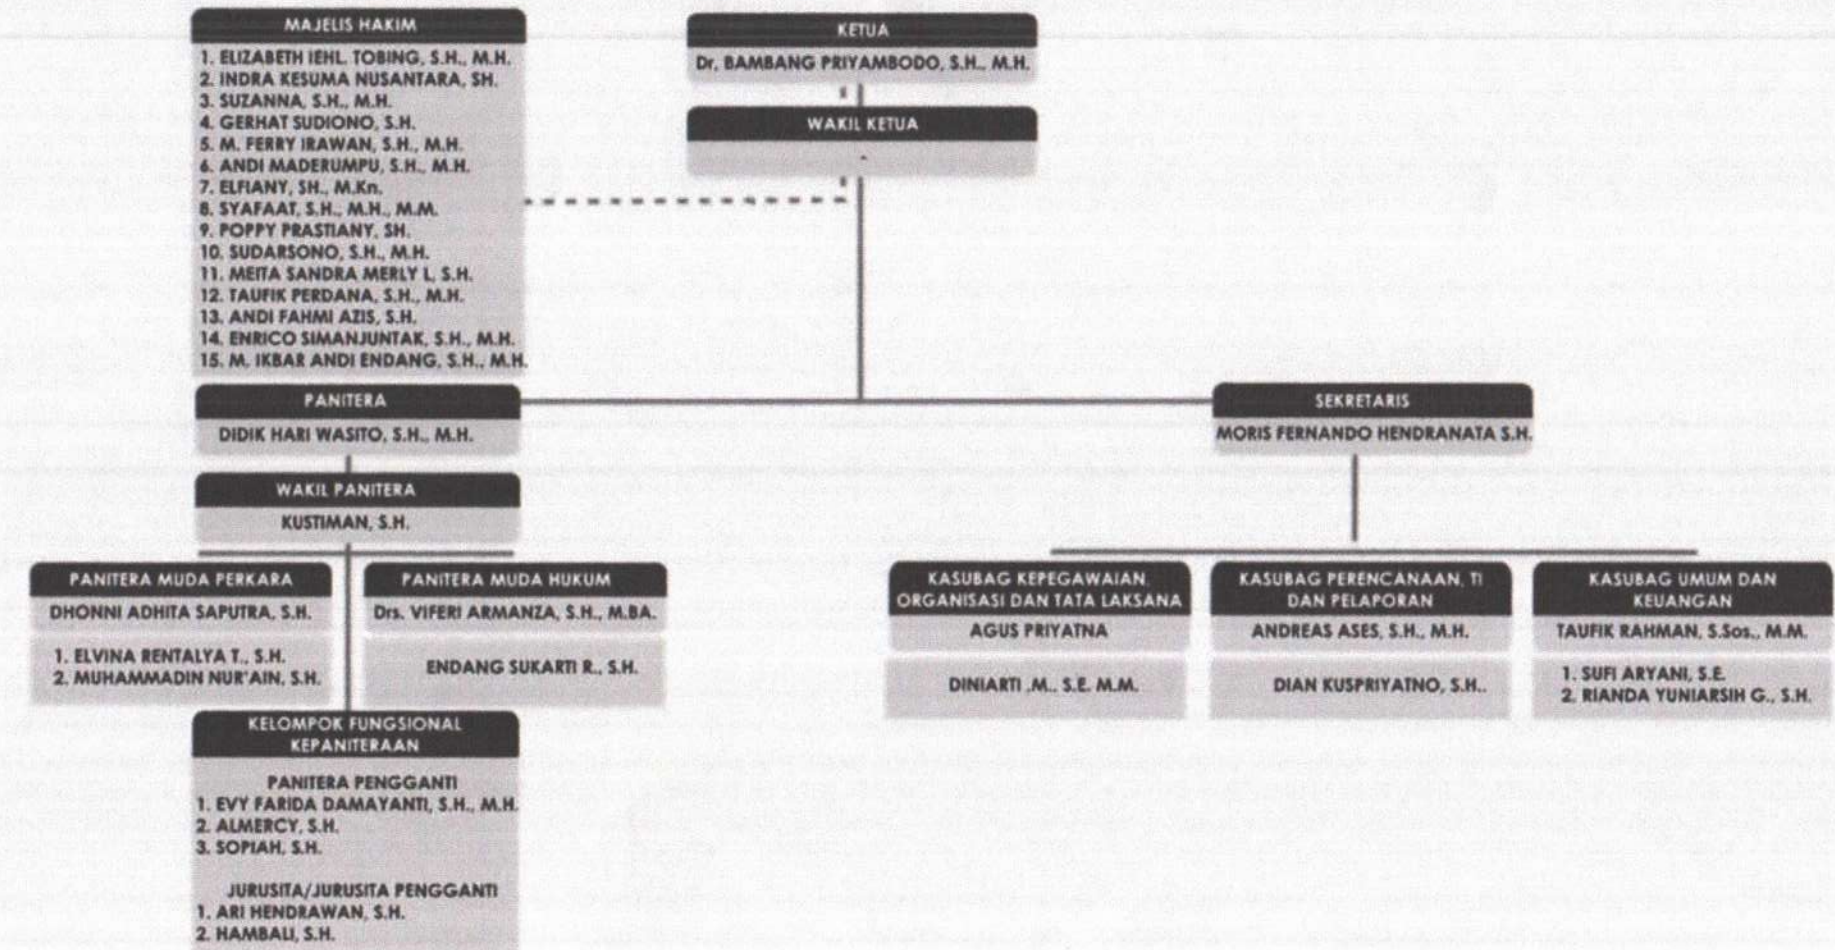 MAJELIS HAKIM
1. ELIZABETH IEHL. TOBING, S.H., M.H.
2. INDRA KESUMA NUSANTARA, SH.
3. SUZANNA, S.H., M.H.
4. GERHAT SUDIONO, S.H.
5. M. FERRY IRAWAN, S.H., M.H.
6. ANDI MADERUMPU, S.H., M.H.
7. ELFIANY, SH., M.Kn.
8. SYAFAAT, S.H., M.H., M.M.
9. POPPY PRASTIANY, SH.
10. SUDARSONO, S.H., M.H.
11. MEITA SANDRA MERLY L, S.H.
12. TAUFIK PERDANA, S.H., M.H.
13. ANDI FAHMI AZIS, S.H.
14. ENRICO SIMANJUNTAK, S.H., M.H.
15. M. IKBAR ANDI ENDANG, S.H., M.H.
KETUA
Dr, BAMBANG PRIYAMBODO, S.H., M.H.
WAKIL KETUA
-
PANITERA
DIDIK HARI WASITO, S.H., M.H.
SEKRETARIS
MORIS FERNANDO HENDRANATA S.H.
WAKIL PANITERA
KUSTIMAN, S.H.
PANITERA MUDA PERKARA
DHONNI ADHITA SAPUTRA, S.H.
1. ELVINA RENTALYA T., S.H.
2. MUHAMMADIN NUR'AIN, S.H.
PANITERA MUDA HUKUM
Drs. VIFERI ARMANZA, S.H., M.BA.
ENDANG SUKARTI R., S.H.
KASUBAG KEPEGAWAIAN,
ORGANISASI DAN TATA LAKSANA
AGUS PRIYATNA
DINIARTI ,M., S.E. M.M.
KASUBAG PERENCANAAN, TI
DAN PELAPORAN
ANDREAS ASES, S.H., M.H.
DIAN KUSPRIYATNO, S.H..
KASUBAG UMUM DAN
KEUANGAN
TAUFIK RAHMAN, S.Sos., M.M.
1. SUFI ARYANI, S.E.
2. RIANDA YUNIARSIH G., S.H.
KELOMPOK FUNGSIONAL
KEPANITERAAN
PANITERA PENGGANTI
1. EVY FARIDA DAMAYANTI, S.H., M.H.
2. ALMERCY, S.H.
3. SOPIAH, S.H.
JURUSITA/JURUSITA PENGGANTI
1. ARI HENDRAWAN, S.H.
2. HAMBALI, S.H.